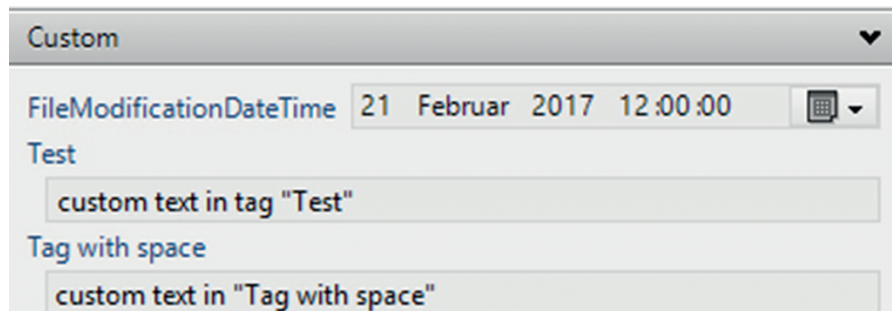 Custom
FileModificationDateTime 21 Februar 2017 12:00:00
Test
custom text in tag "Test"
Tag with space
custom text in "Tag with space"